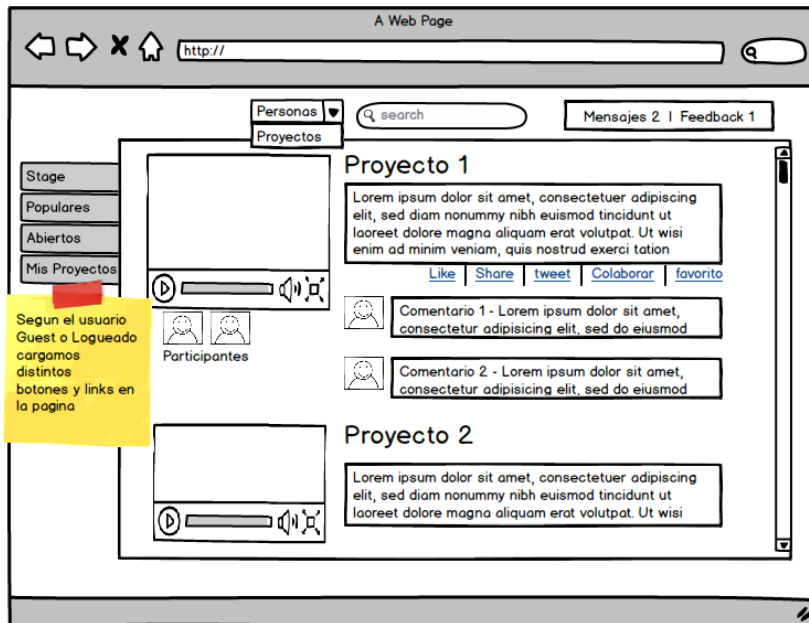 A Web Page
http://
Personas
search
Mensajes 2 | Feedback 1
Proyectos
Stage
Populares
Abiertos
Mis Proyectos
Segun el usuario
Guest o Logueado
cargamos
distintos
botones y links en
la pagina
Participantes
Proyecto 1
Lorem ipsum dolor sit amet, consectetuer adipiscing
elit, sed diam nonummy nibh euismod tincidunt ut
laoreet dolore magna aliquam erat volutpat. Ut wisi
enim ad minim veniam, quis nostrud exerci tation
Like | Share | tweet | Colaborar | favorito
Comentario 1 - Lorem ipsum dolor sit amet,
consectetur adipisicing elit, sed do eiusmod
Comentario 2 - Lorem ipsum dolor sit amet,
consectetur adipisicing elit, sed do eiusmod
Proyecto 2
Lorem ipsum dolor sit amet, consectetuer adipiscing
elit, sed diam nonummy nibh euismod tincidunt ut
laoreet dolore magna aliquam erat volutpat. Ut wisi